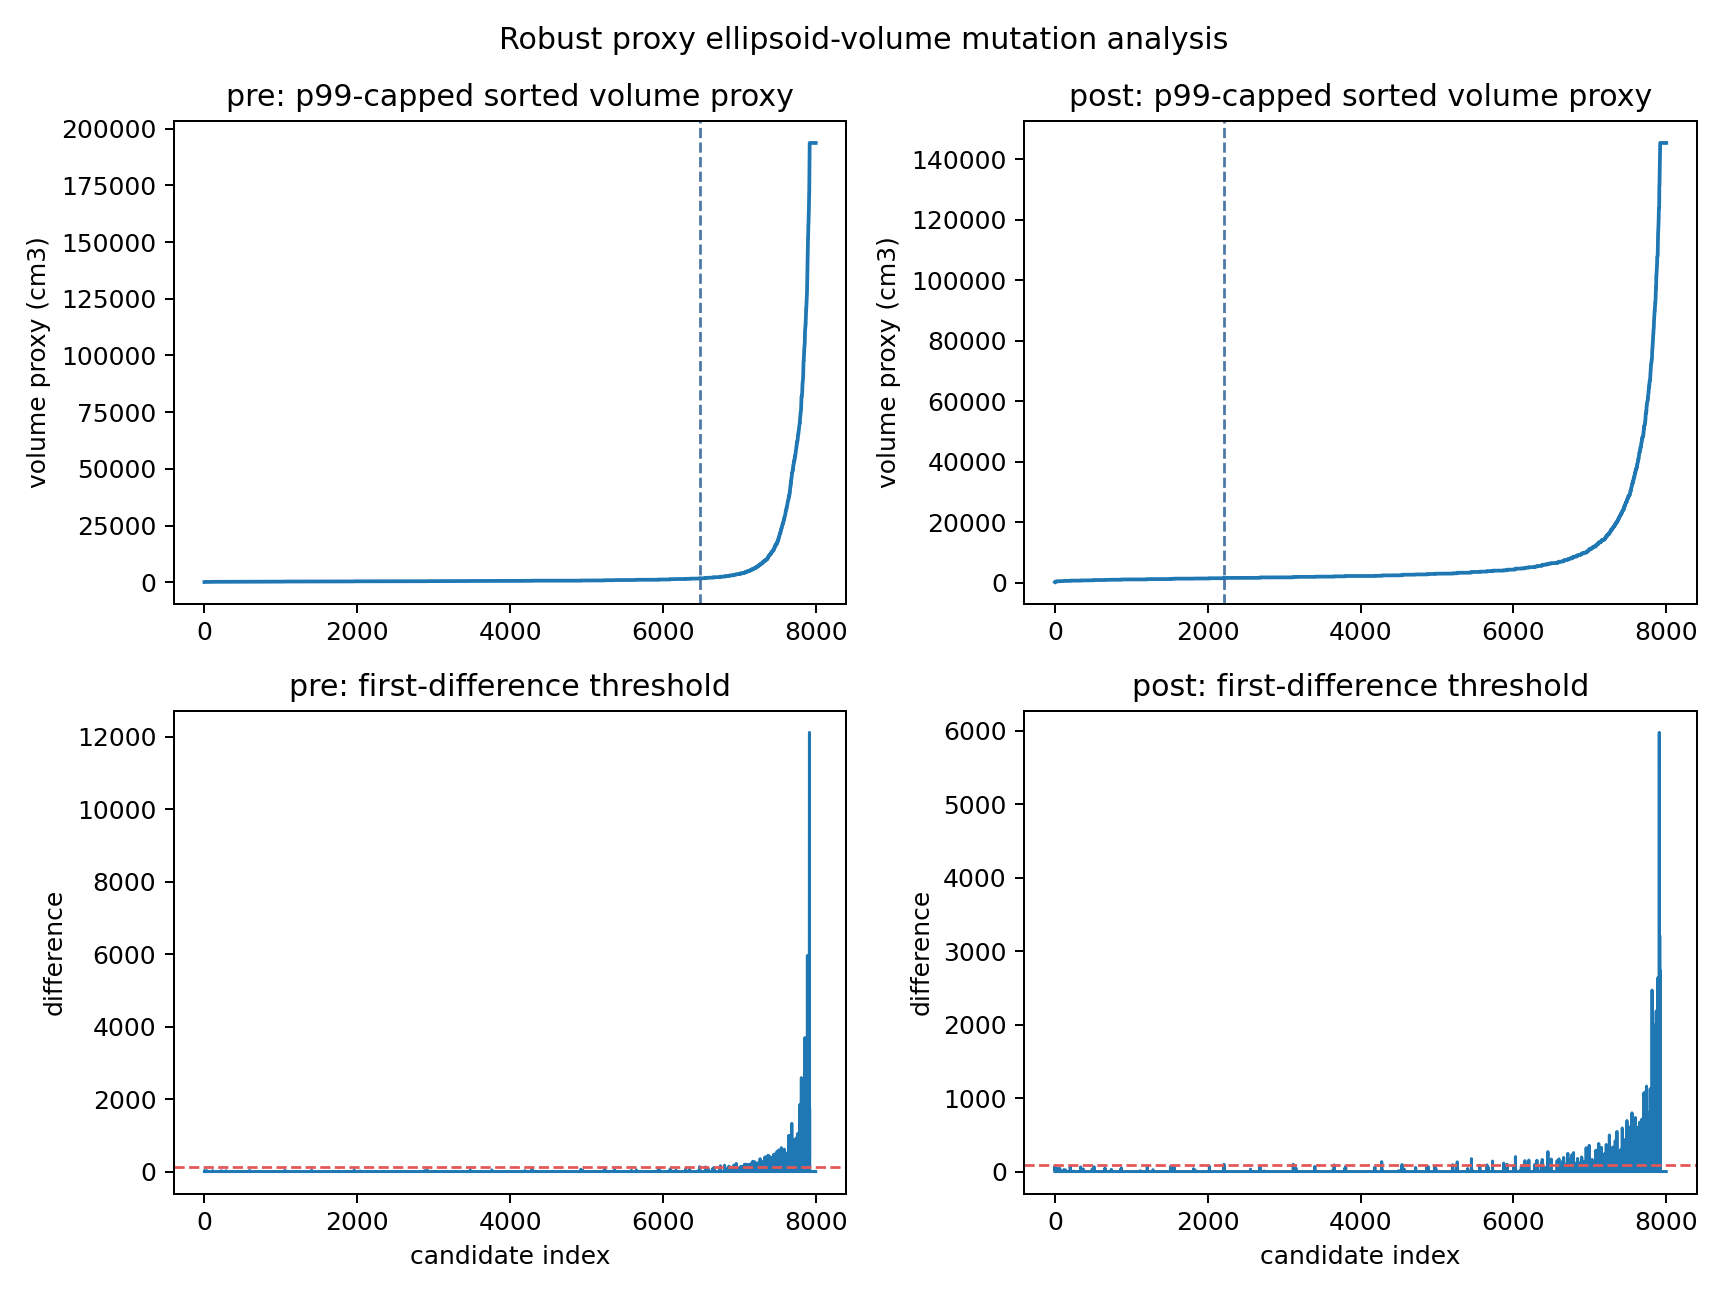 Robust proxy ellipsoid-volume mutation analysis
pre: p99-capped sorted volume proxy
volume proxy (cm3)
200000
175000
150000
125000
100000
75000
50000
25000
0
0 2000 4000 6000 8000
post: p99-capped sorted volume proxy
volume proxy (cm3)
140000
120000
100000
80000
60000
40000
20000
0
0 2000 4000 6000 8000
pre: first-difference threshold
difference
12000
10000
8000
6000
4000
2000
0
0 2000 4000 6000 8000
candidate index
post: first-difference threshold
difference
6000
5000
4000
3000
2000
1000
0
0 2000 4000 6000 8000
candidate index